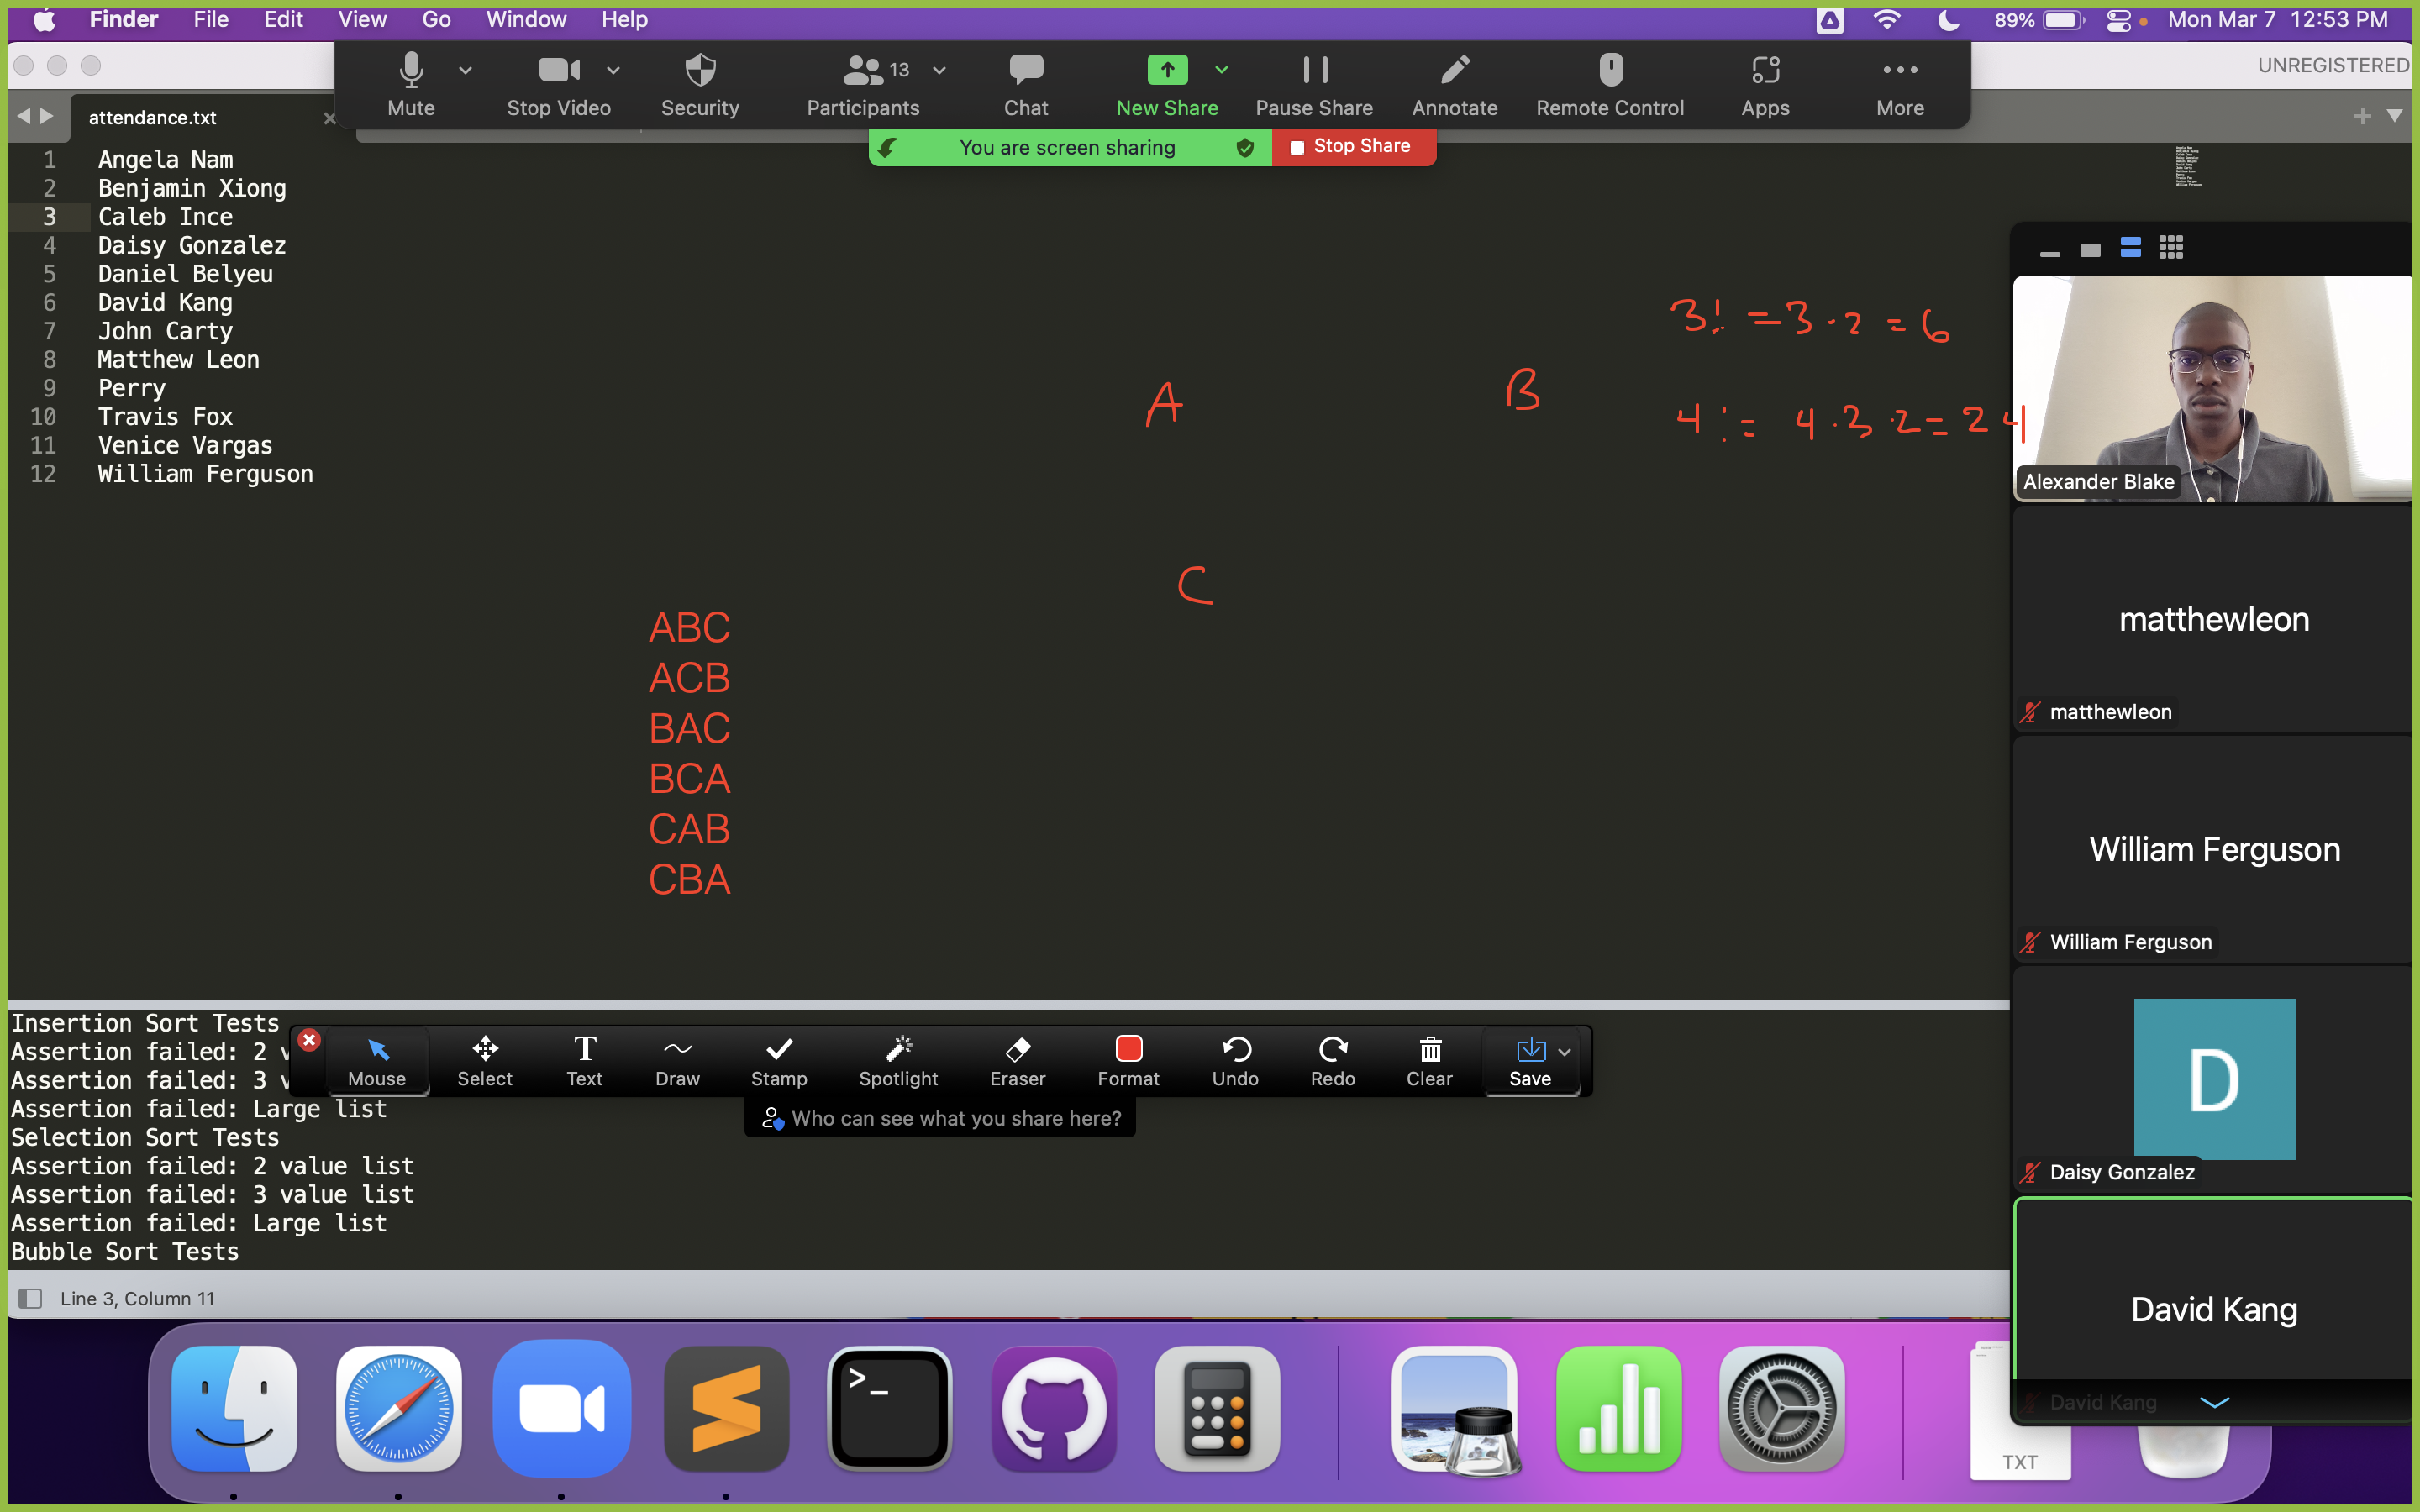 Finder File Edit View Go Window Help 89% Mon Mar 7 12:53 PM
UNREGISTERED
Mute Stop Video Security Participants 13 Chat New Share Pause Share Annotate Remote Control Apps More
You are screen sharing Stop Share
attendance.txt
1 Angela Nam
2 Benjamin Xiong
3 Caleb Ince
4 Daisy Gonzalez
5 Daniel Belyeu
6 David Kang
7 John Carty
8 Matthew Leon
9 Perry
10 Travis Fox
11 Venice Vargas
12 William Ferguson
3! = 3 · 2 = 6
A B
4! = 4 · 3 · 2 = 24
C
ABC
ACB
BAC
BCA
CAB
CBA
Alexander Blake
matthewleon
matthewleon
William Ferguson
William Ferguson
D
Daisy Gonzalez
David Kang
David Kang
Insertion Sort Tests
Assertion failed: 2 v
Assertion failed: 3 v
Assertion failed: Large list
Selection Sort Tests
Assertion failed: 2 value list
Assertion failed: 3 value list
Assertion failed: Large list
Bubble Sort Tests
Mouse Select Text Draw Stamp Spotlight Eraser Format Undo Redo Clear Save
Who can see what you share here?
Line 3, Column 11
TXT